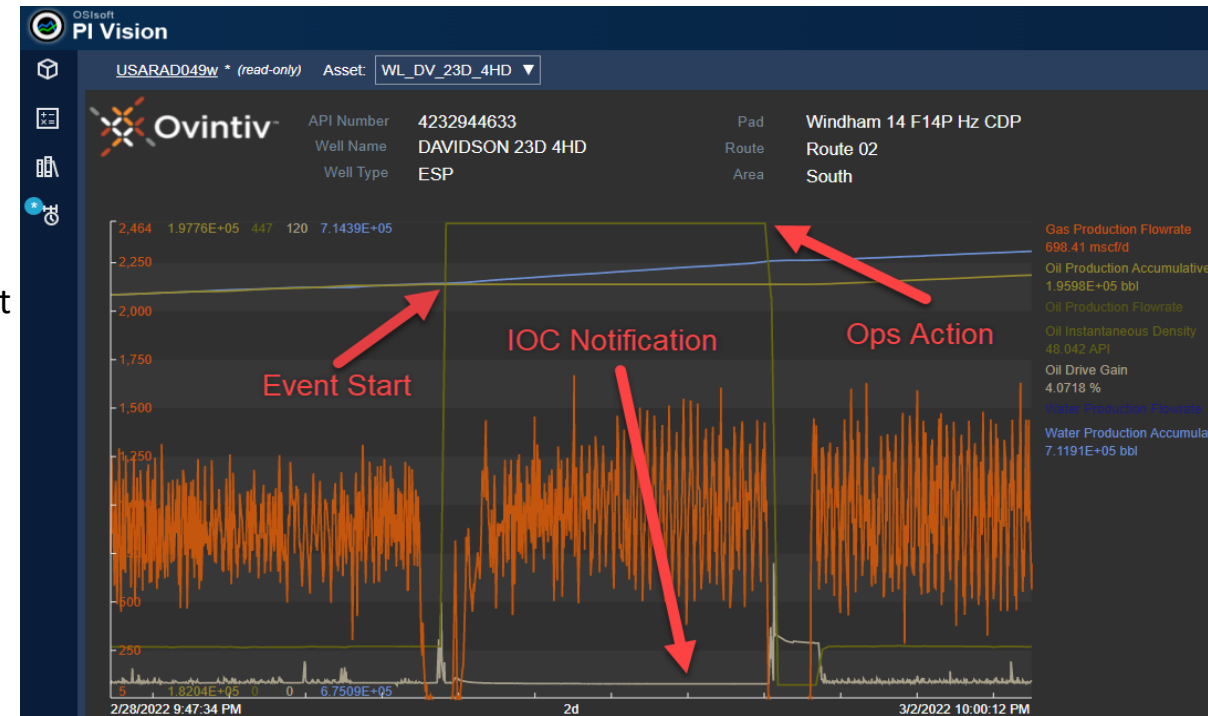 OSIsoft
PI Vision
USARAD049w * (read-only) Asset: WL_DV_23D_4HD ▼
Ovintiv
API Number 4232944633 Pad Windham 14 F14P Hz CDP
Well Name DAVIDSON 23D 4HD Route Route 02
Well Type ESP Area South
t
2,464 1.9776E+05 447 120 7.1439E+05
2,250
2,000
1,750
1,500
1,250
500
250
5 1.8204E+05 0 0 6.7509E+05
Event Start
IOC Notification
Ops Action
Gas Production Flowrate
698.41 mscf/d
Oil Production Accumulative
1.9598E+05 bbl
Oil Production Flowrate
Oil Instantaneous Density
48.042 API
Oil Drive Gain
4.0718 %
Water Production Flowrate
Water Production Accumula
7.1191E+05 bbl
2/28/2022 9:47:34 PM 2d 3/2/2022 10:00:12 PM